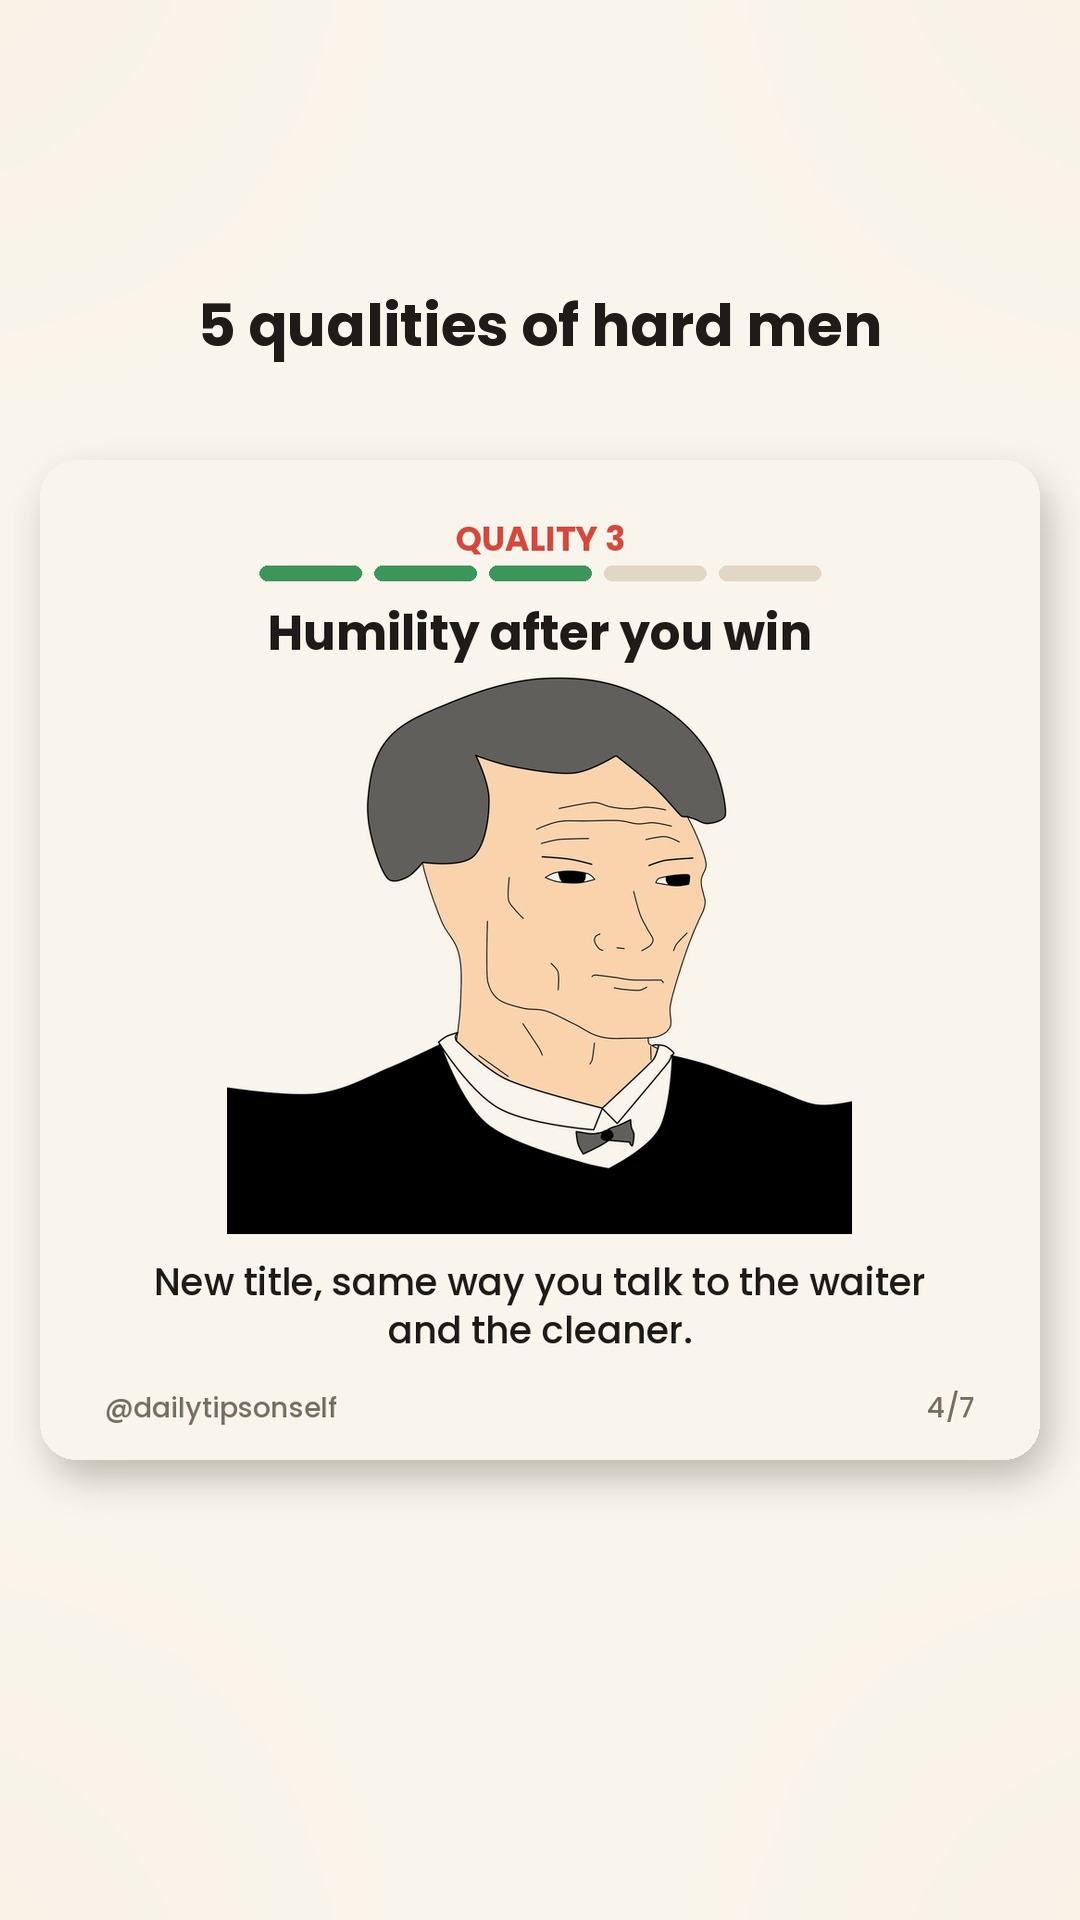 5 qualities of hard men
QUALITY 3
Humility after you win
New title, same way you talk to the waiter
and the cleaner.
@dailytipsonself
4/7